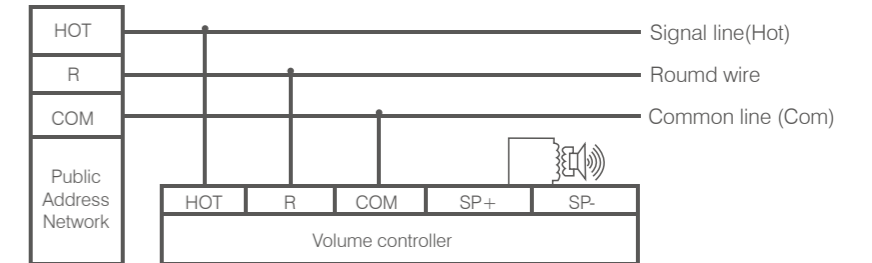 HOT
Signal line(Hot)
R
Roumd wire
COM
Common line (Com)
Public
Address
Network
HOT
R
COM
SP+
SP-
Volume controller